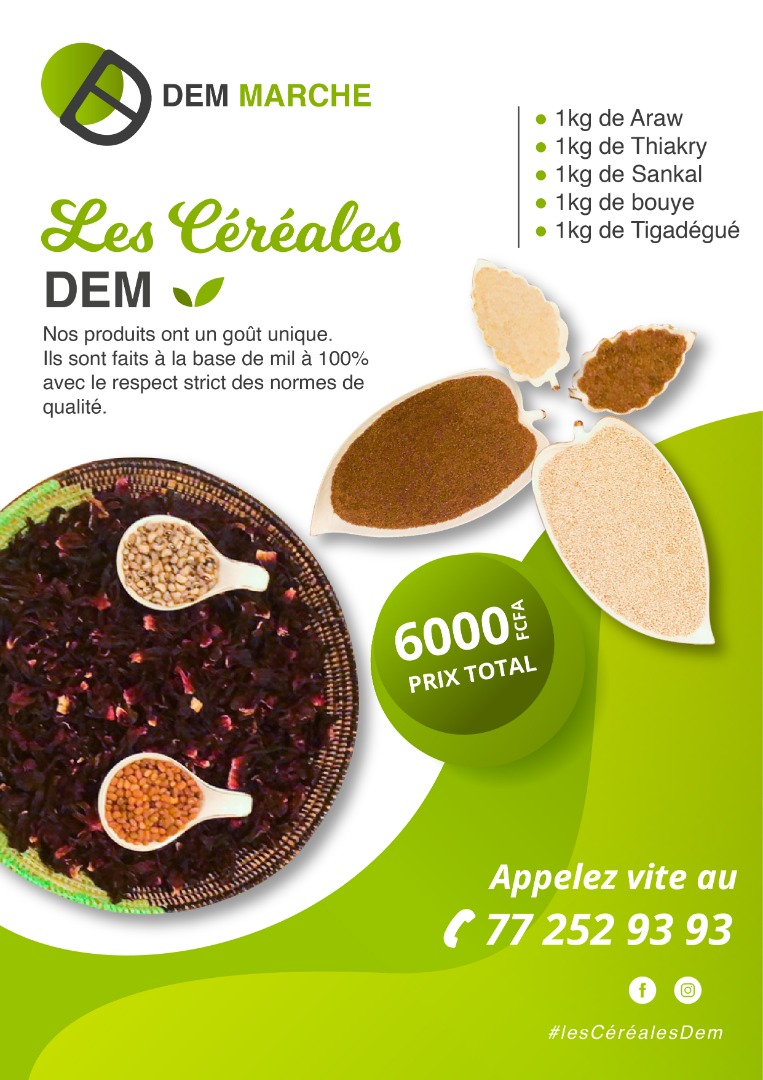 DEM MARCHE
1kg de Araw
1kg de Thiakry
1kg de Sankal
1kg de bouye
1kg de Tigadégué
Les Céréales
DEM
Nos produits ont un goût unique.
Ils sont faits à la base de mil à 100%
avec le respect strict des normes de
qualité.
6000 FCFA
PRIX TOTAL
Appelez vite au
77 252 93 93
#lesCéréalesDem